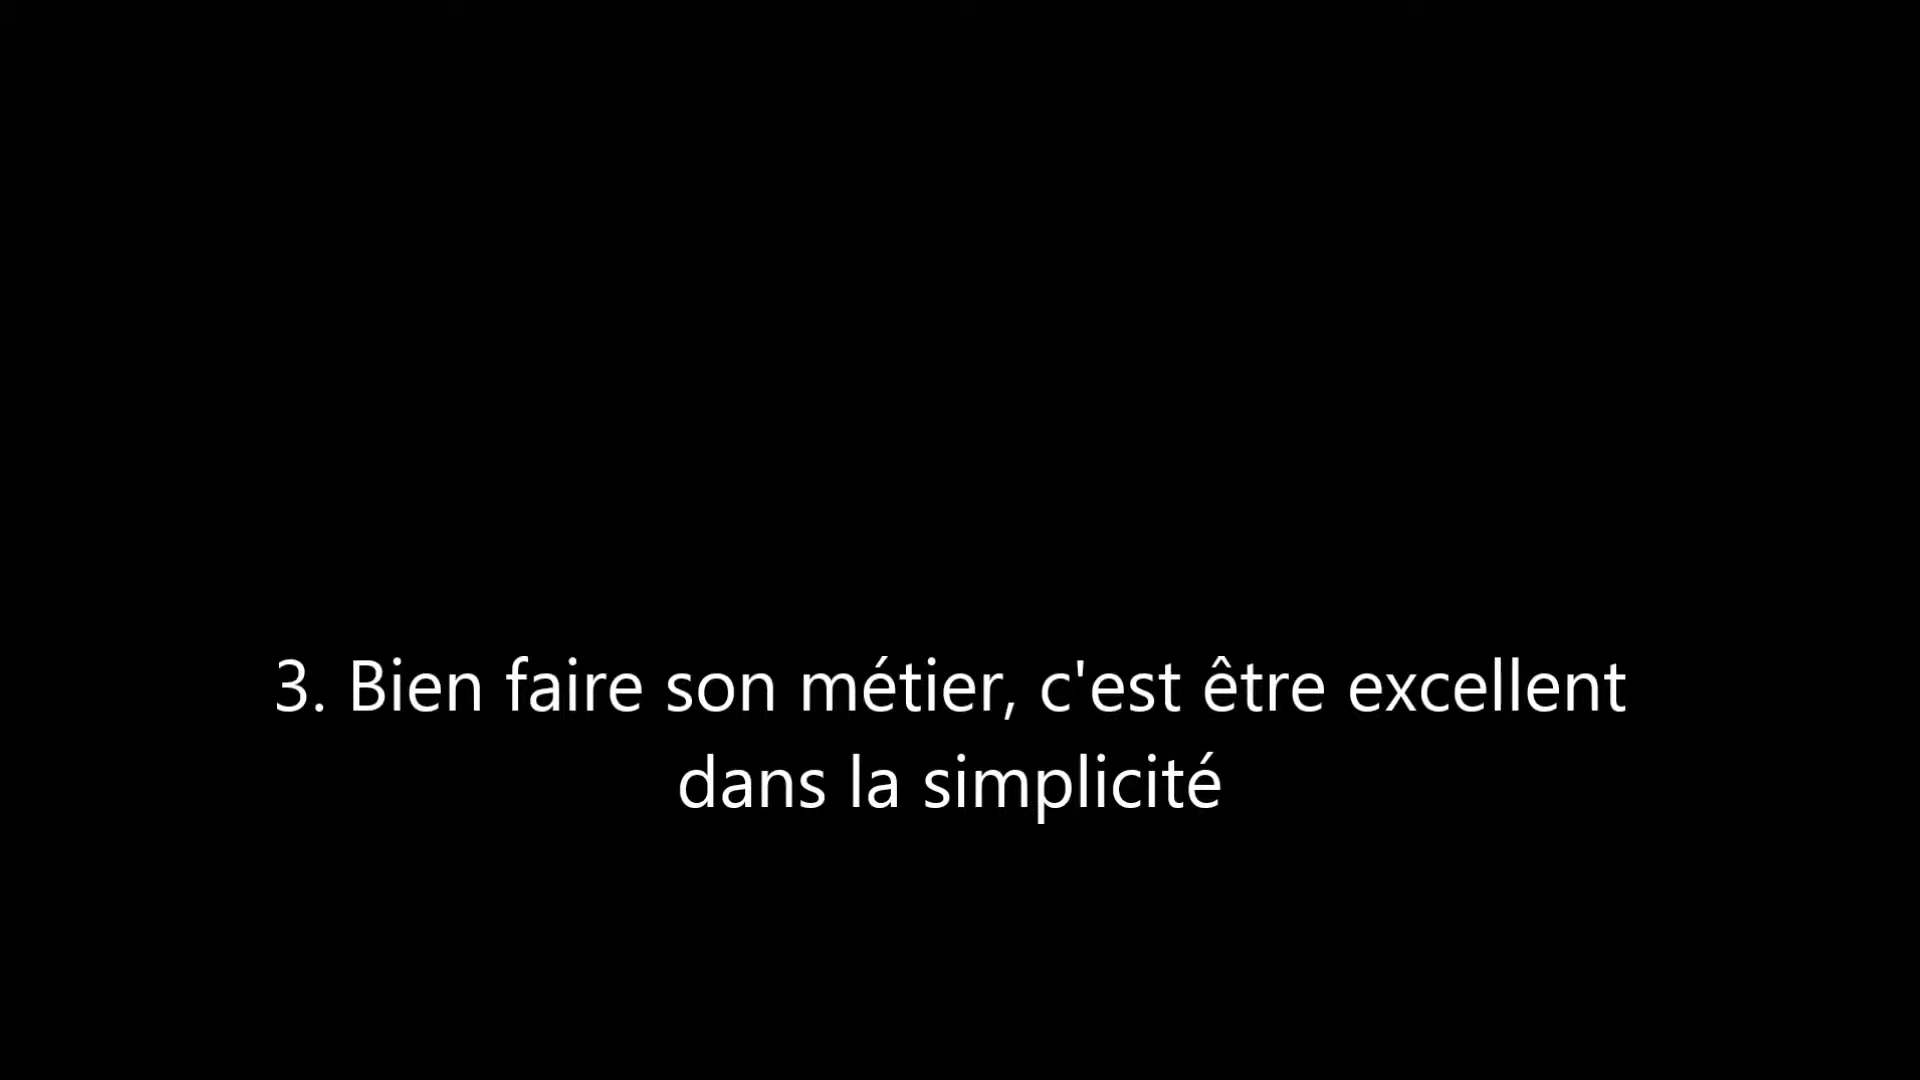 3. Bien faire son métier, c'est être excellent
dans la simplicité